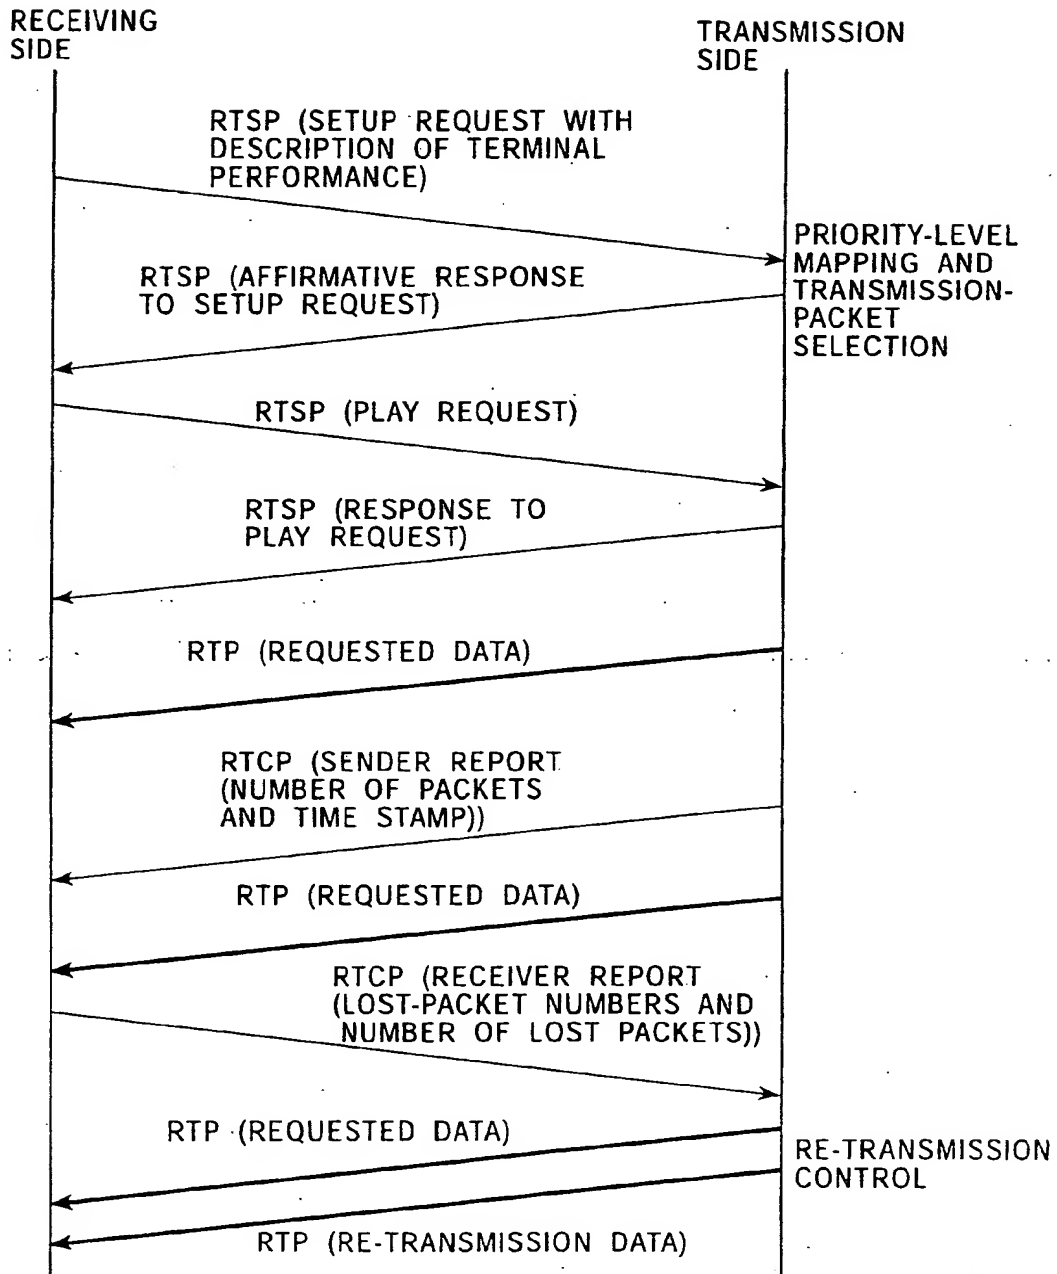 RECEIVING
SIDE
TRANSMISSION
SIDE
RTSP (SETUP REQUEST WITH
DESCRIPTION OF TERMINAL
PERFORMANCE)
PRIORITY-LEVEL
MAPPING AND
TRANSMISSION-
PACKET
SELECTION
RTSP (AFFIRMATIVE RESPONSE
TO SETUP REQUEST)
RTSP (PLAY REQUEST)
RTSP (RESPONSE TO
PLAY REQUEST)
RTP (REQUESTED DATA)
RTCP (SENDER REPORT
(NUMBER OF PACKETS
AND TIME STAMP))
RTP (REQUESTED DATA)
RTCP (RECEIVER REPORT
(LOST-PACKET NUMBERS AND
NUMBER OF LOST PACKETS))
RTP (REQUESTED DATA)
RE-TRANSMISSION
CONTROL
RTP (RE-TRANSMISSION DATA)